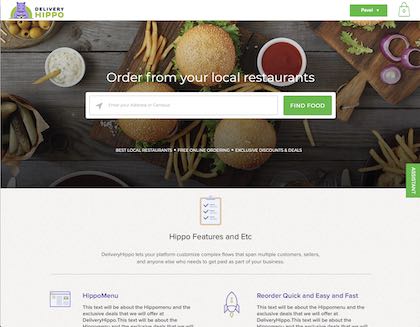 DELIVERY
HIPPO
Pavel
0
Order from your local restaurants
Enter your Address or Campus
FIND FOOD
BEST LOCAL RESTAURANTS • FREE ONLINE ORDERING • EXCLUSIVE DISCOUNTS & DEALS
ASSISTANT
Hippo Features and Etc
DeliveryHippo lets your platform customize complex flows that span multiple customers, sellers,
and anyone else who needs to get paid as part of your business.
HippoMenu
This text will be about the Hippomenu and the
exclusive deals that we will offer at
DeliveryHippo.This text will be about the
Hippomenu and the exclusive deals that we will
Reorder Quick and Easy and Fast
This text will be about the Hippomenu and the
exclusive deals that we will offer at
DeliveryHippo.This text will be about the
Hippomenu and the exclusive deals that we will